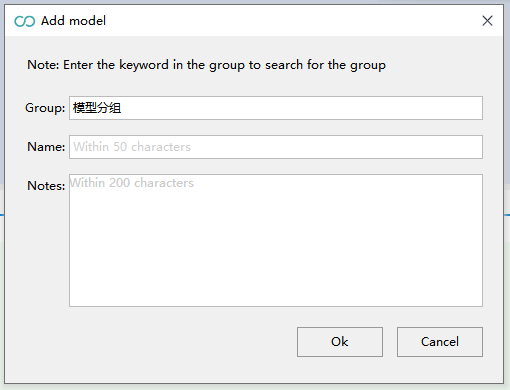 Add model
Note: Enter the keyword in the group to search for the group
Group: 模型分组
Name: Within 50 characters
Notes: Within 200 characters
Ok Cancel